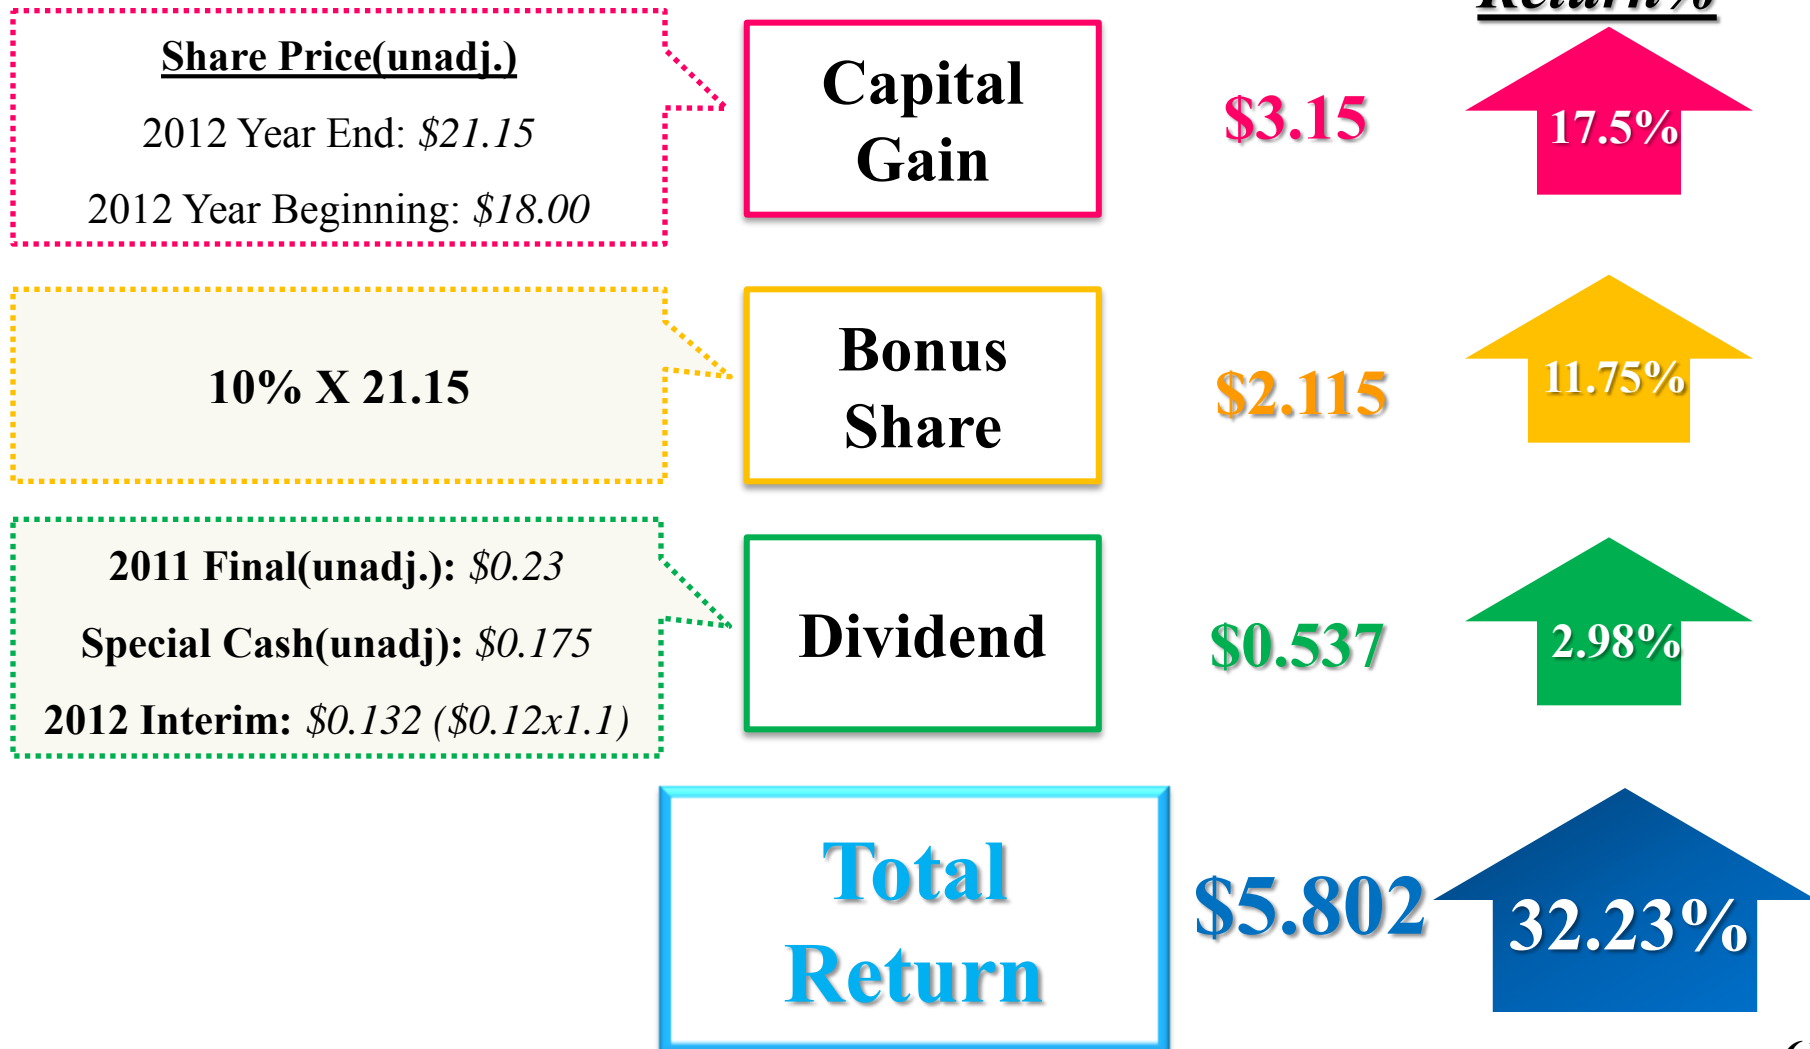 Return%
Share Price(unadj.)
2012 Year End: $21.15
2012 Year Beginning: $18.00
Capital
Gain
$3.15
17.5%
10% X 21.15
Bonus
Share
$2.115
11.75%
2011 Final(unadj.): $0.23
Special Cash(unadj): $0.175
2012 Interim: $0.132 ($0.12x1.1)
Dividend
$0.537
2.98%
Total
Return
$5.802
32.23%